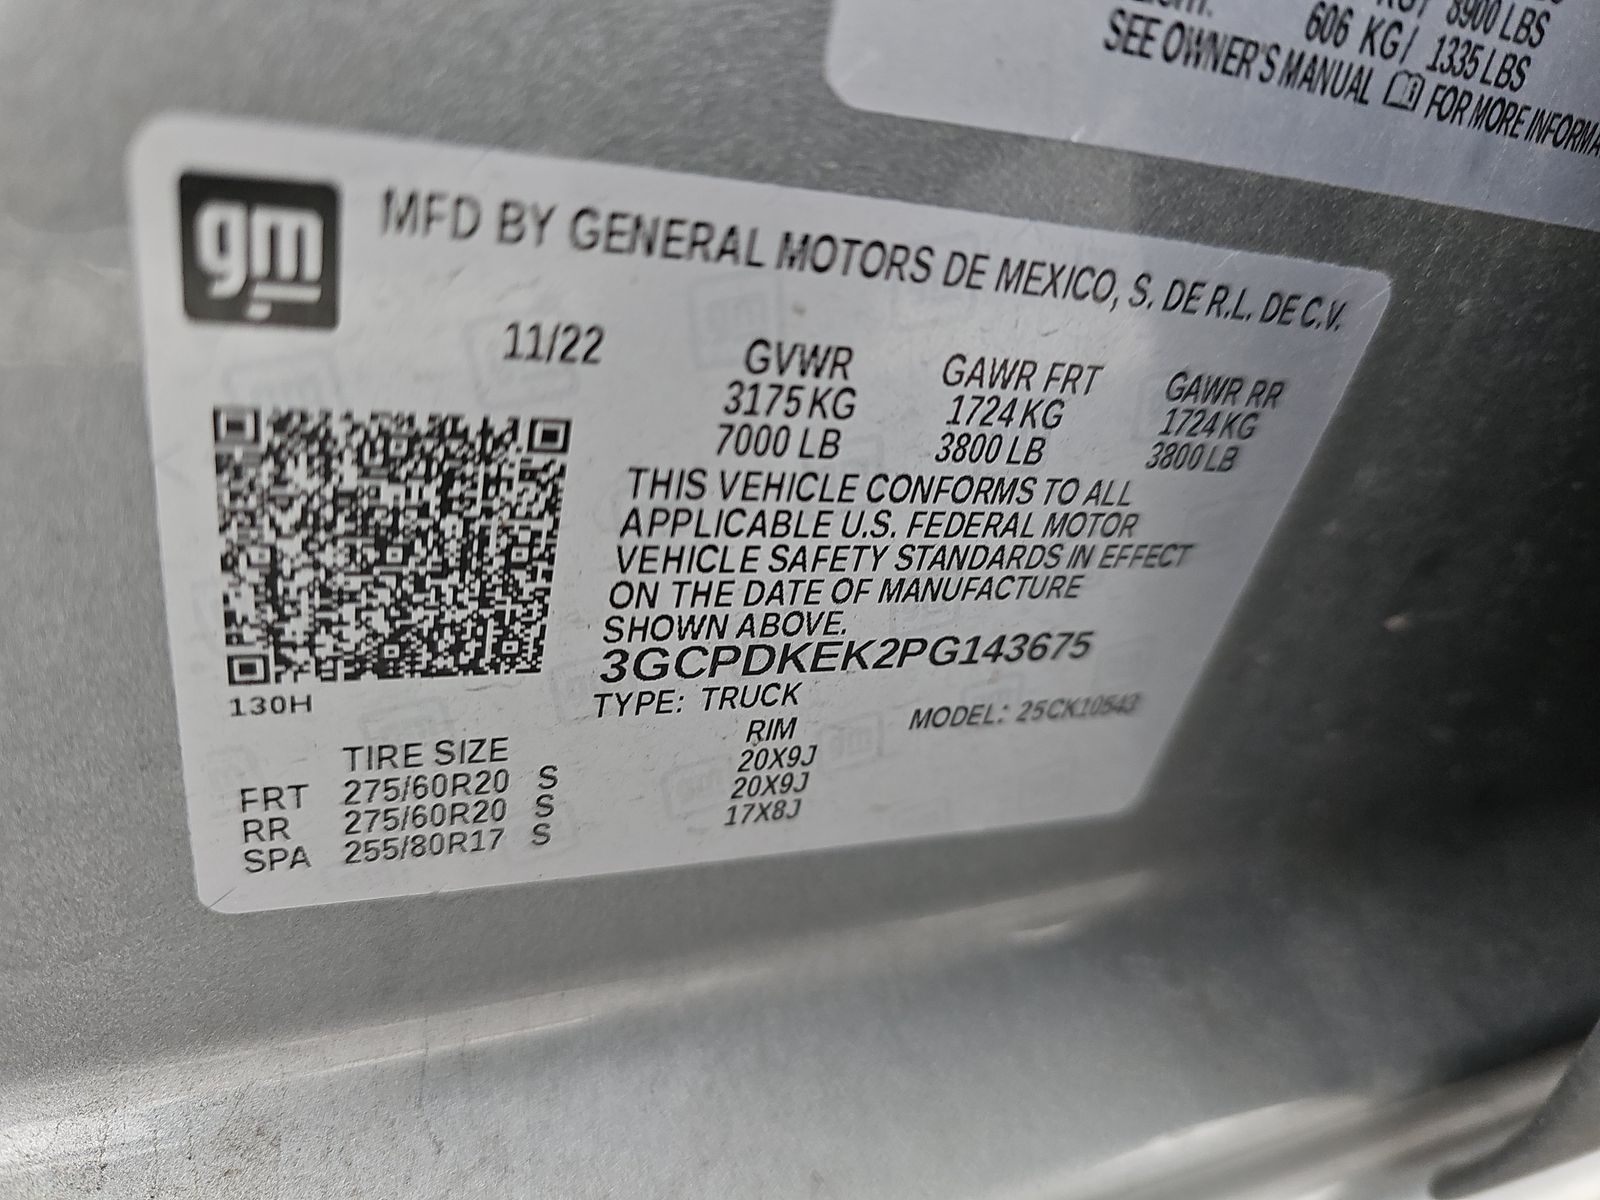 8900 LBS
606 KG/ 1335 LBS
SEE OWNER'S MANUAL FOR MORE
gm
MFD BY GENERAL MOTORS DE MEXICO, S. DE R.L. DE C.V.
11/22
GVWR GAWR FRT GAWR RR
3175 KG 1724 KG 1724 KG
7000 LB 3800 LB 3800 LB
THIS VEHICLE CONFORMS TO ALL
APPLICABLE U.S. FEDERAL MOTOR
VEHICLE SAFETY STANDARDS IN EFFECT
ON THE DATE OF MANUFACTURE
SHOWN ABOVE.
3GCPDKEK2PG143675
130H
TYPE: TRUCK MODEL: 25CK10543
TIRE SIZE RIM
FRT 275/60R20 S 20X9J
RR 275/60R20 S 20X9J
SPA 255/80R17 S 17X8J